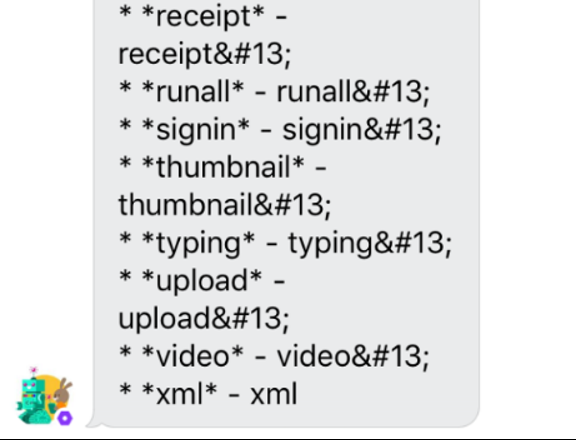 * *receipt* -
receipt&#13;
* *runall* - runall&#13;
* *signin* - signin&#13;
* *thumbnail* -
thumbnail&#13;
* *typing* - typing&#13;
* *upload* -
upload&#13;
* *video* - video&#13;
* *xml* - xml